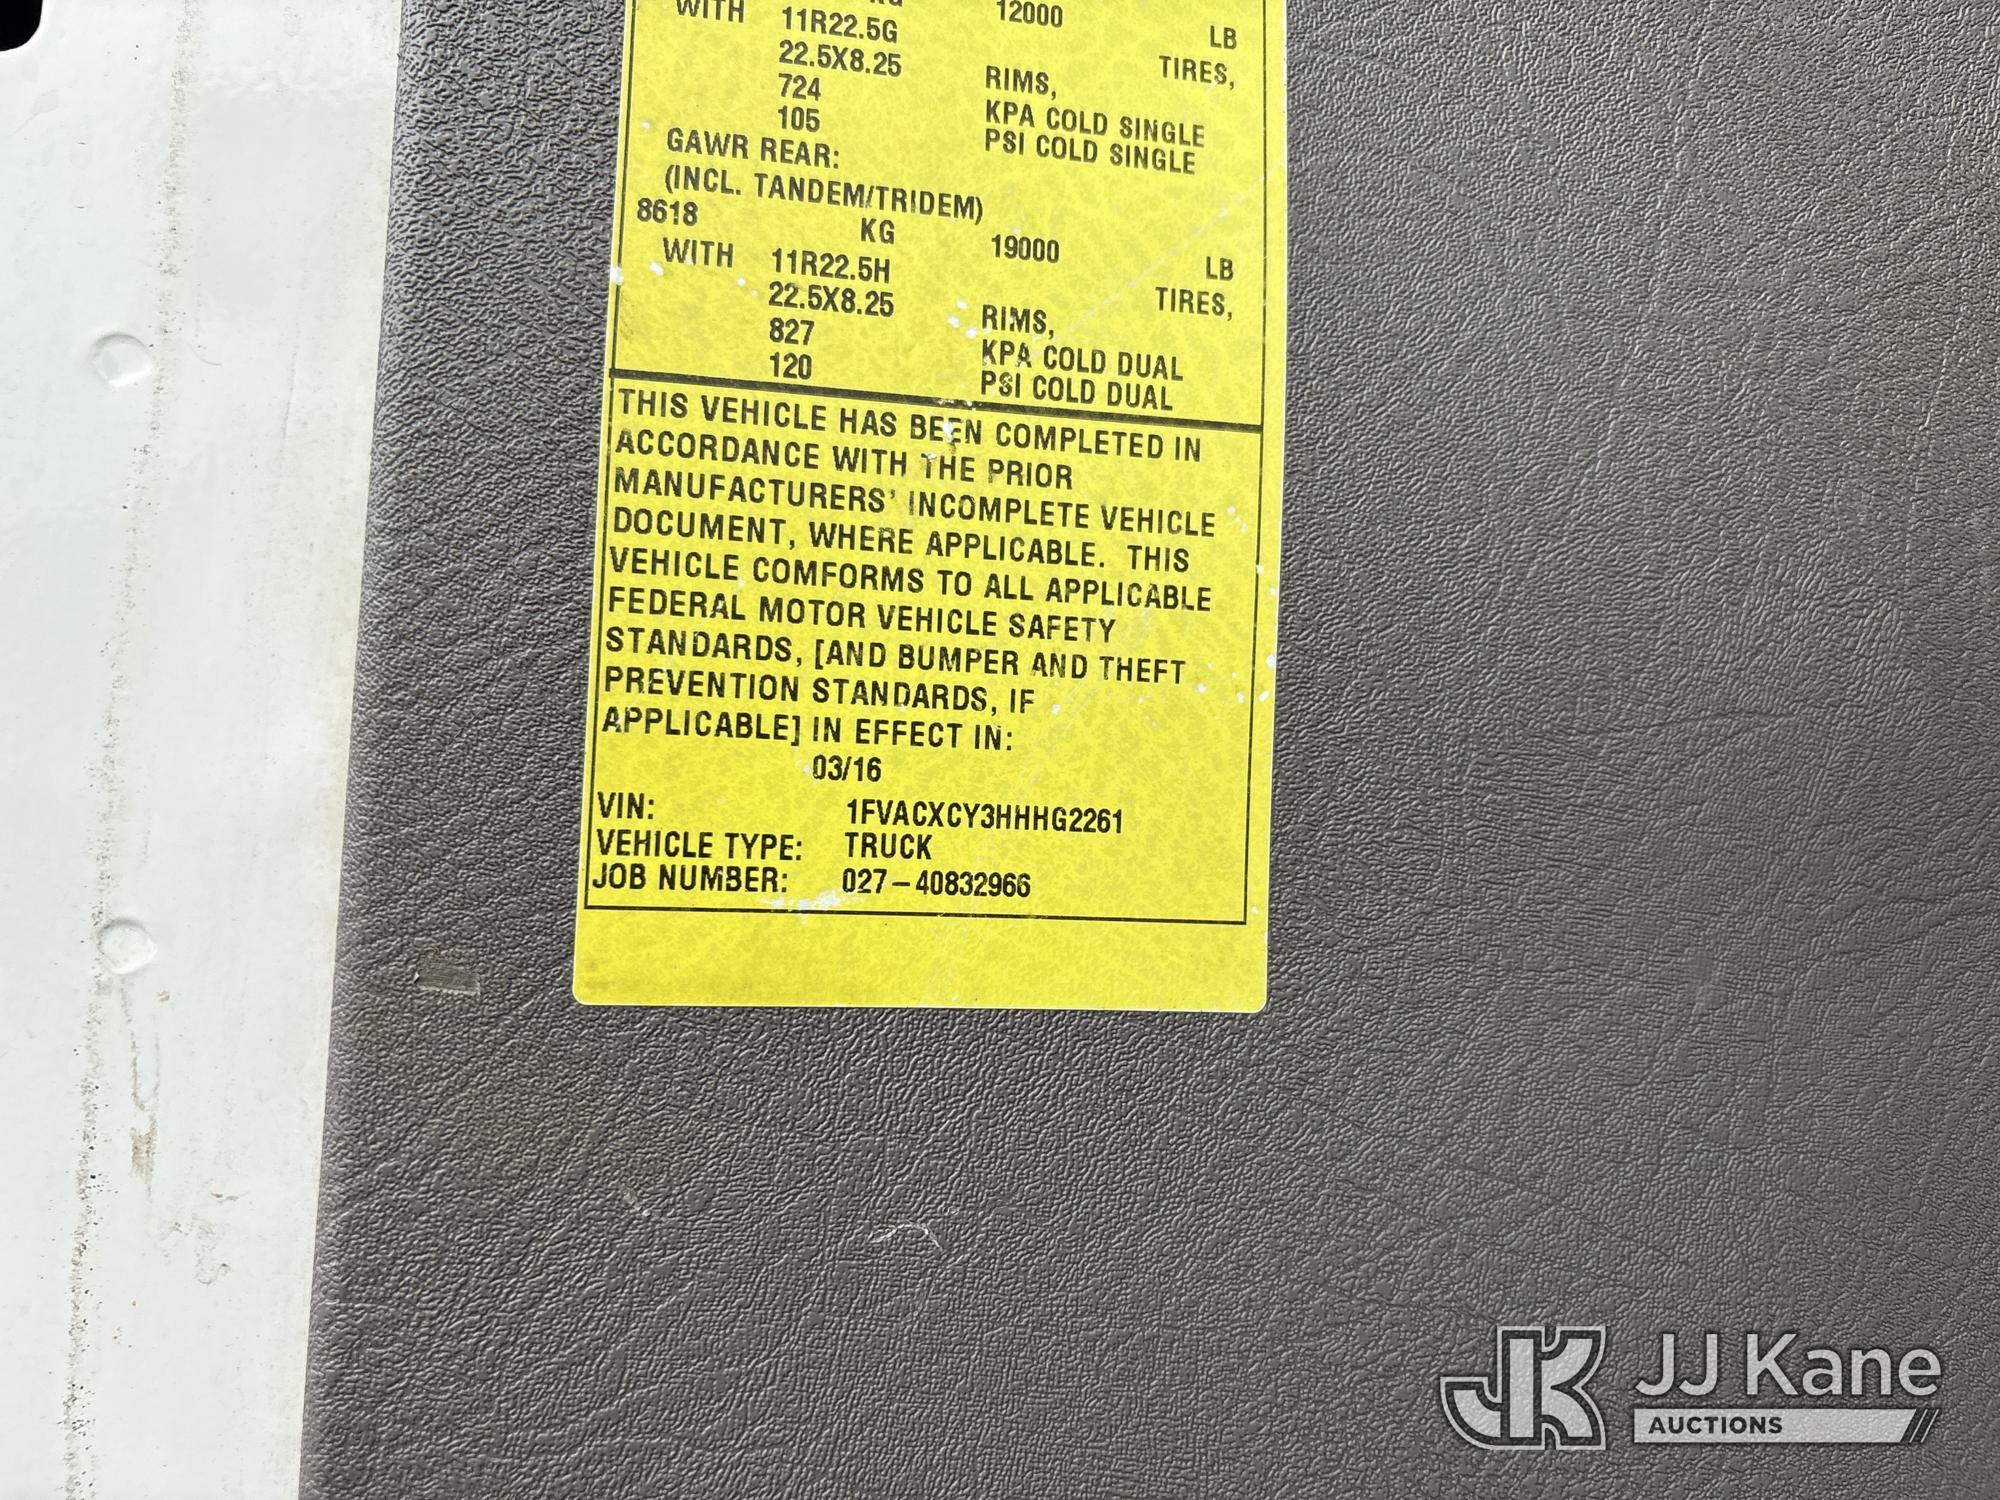 12000 LB
WITH 11R22.5G TIRES,
22.5X8.25 RIMS,
724 KPA COLD SINGLE
105 PSI COLD SINGLE
GAWR REAR:
(INCL. TANDEM/TRIDEM)
8618 KG 19000 LB
WITH 11R22.5H TIRES,
22.5X8.25 RIMS,
827 KPA COLD DUAL
120 PSI COLD DUAL
THIS VEHICLE HAS BEEN COMPLETED IN
ACCORDANCE WITH THE PRIOR
MANUFACTURERS' INCOMPLETE VEHICLE
DOCUMENT, WHERE APPLICABLE. THIS
VEHICLE COMFORMS TO ALL APPLICABLE
FEDERAL MOTOR VEHICLE SAFETY
STANDARDS, [AND BUMPER AND THEFT
PREVENTION STANDARDS, IF
APPLICABLE] IN EFFECT IN:
03/16
VIN: 1FVACXCY3HHHG2261
VEHICLE TYPE: TRUCK
JOB NUMBER: 027-40832966
JK JJ Kane
AUCTIONS